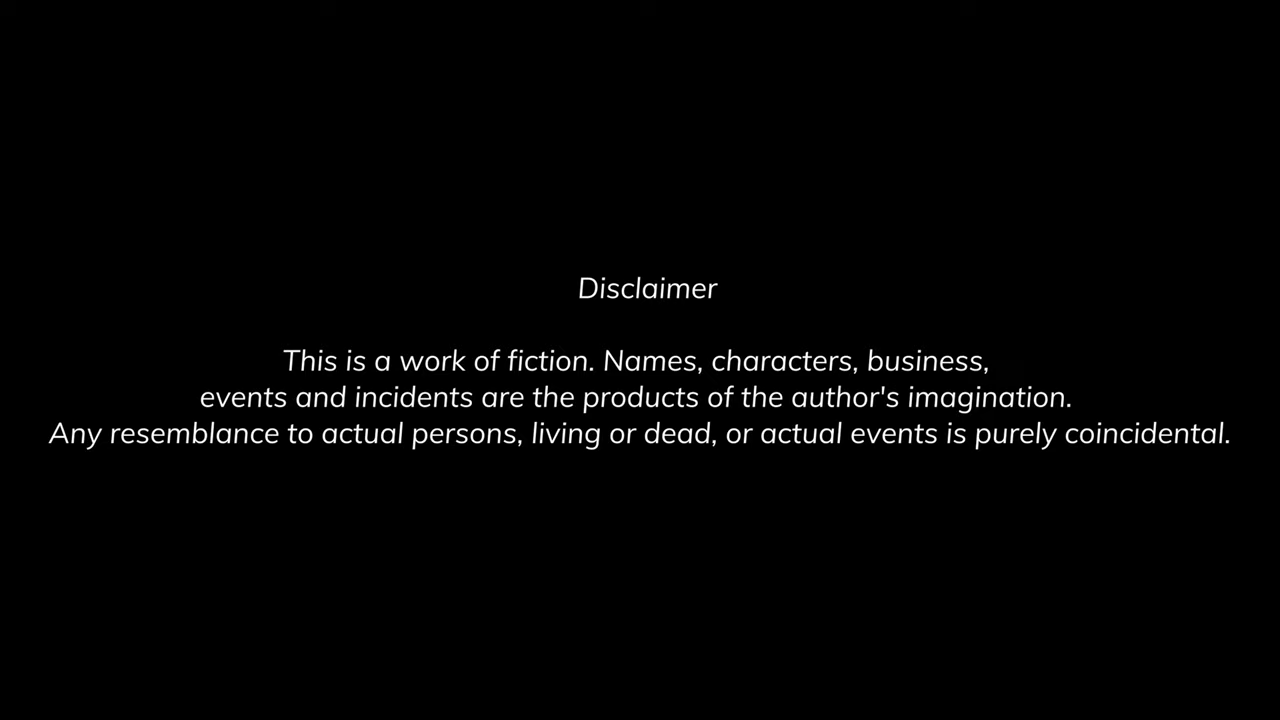 Disclaimer
This is a work of fiction. Names, characters, business,
events and incidents are the products of the author's imagination.
Any resemblance to actual persons, living or dead, or actual events is purely coincidental.